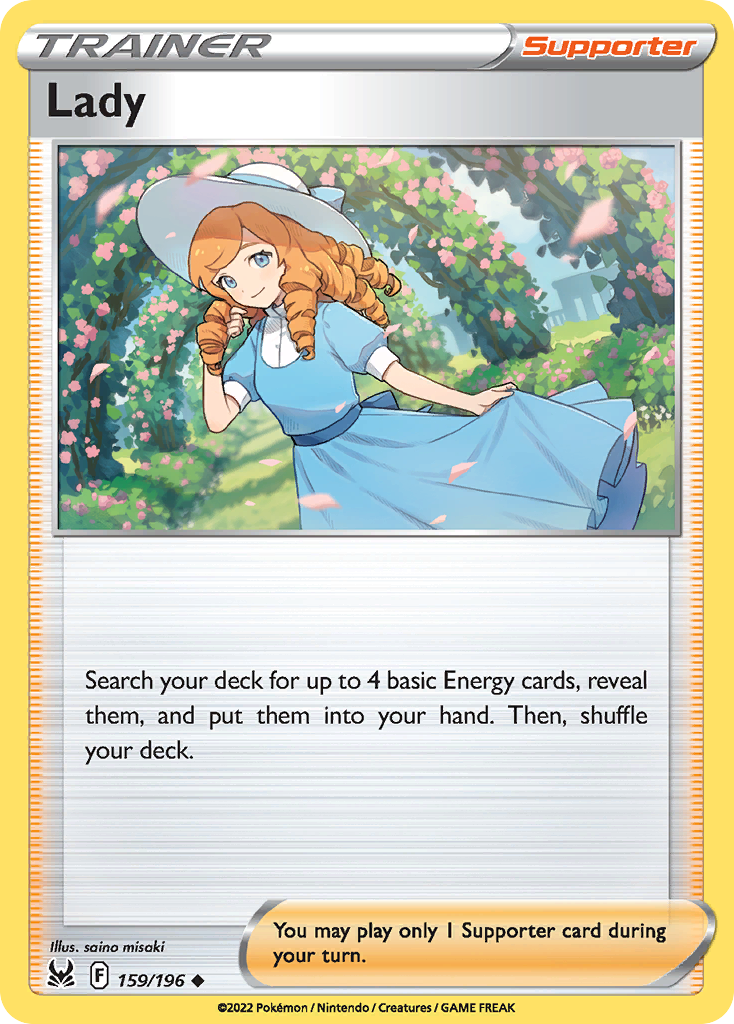 TRAINER
Supporter
Lady
Search your deck for up to 4 basic Energy cards, reveal
them, and put them into your hand. Then, shuffle
your deck.
You may play only 1 Supporter card during
your turn.
Illus. saino misaki
F 159/196 ◆
©2022 Pokémon / Nintendo / Creatures / GAME FREAK